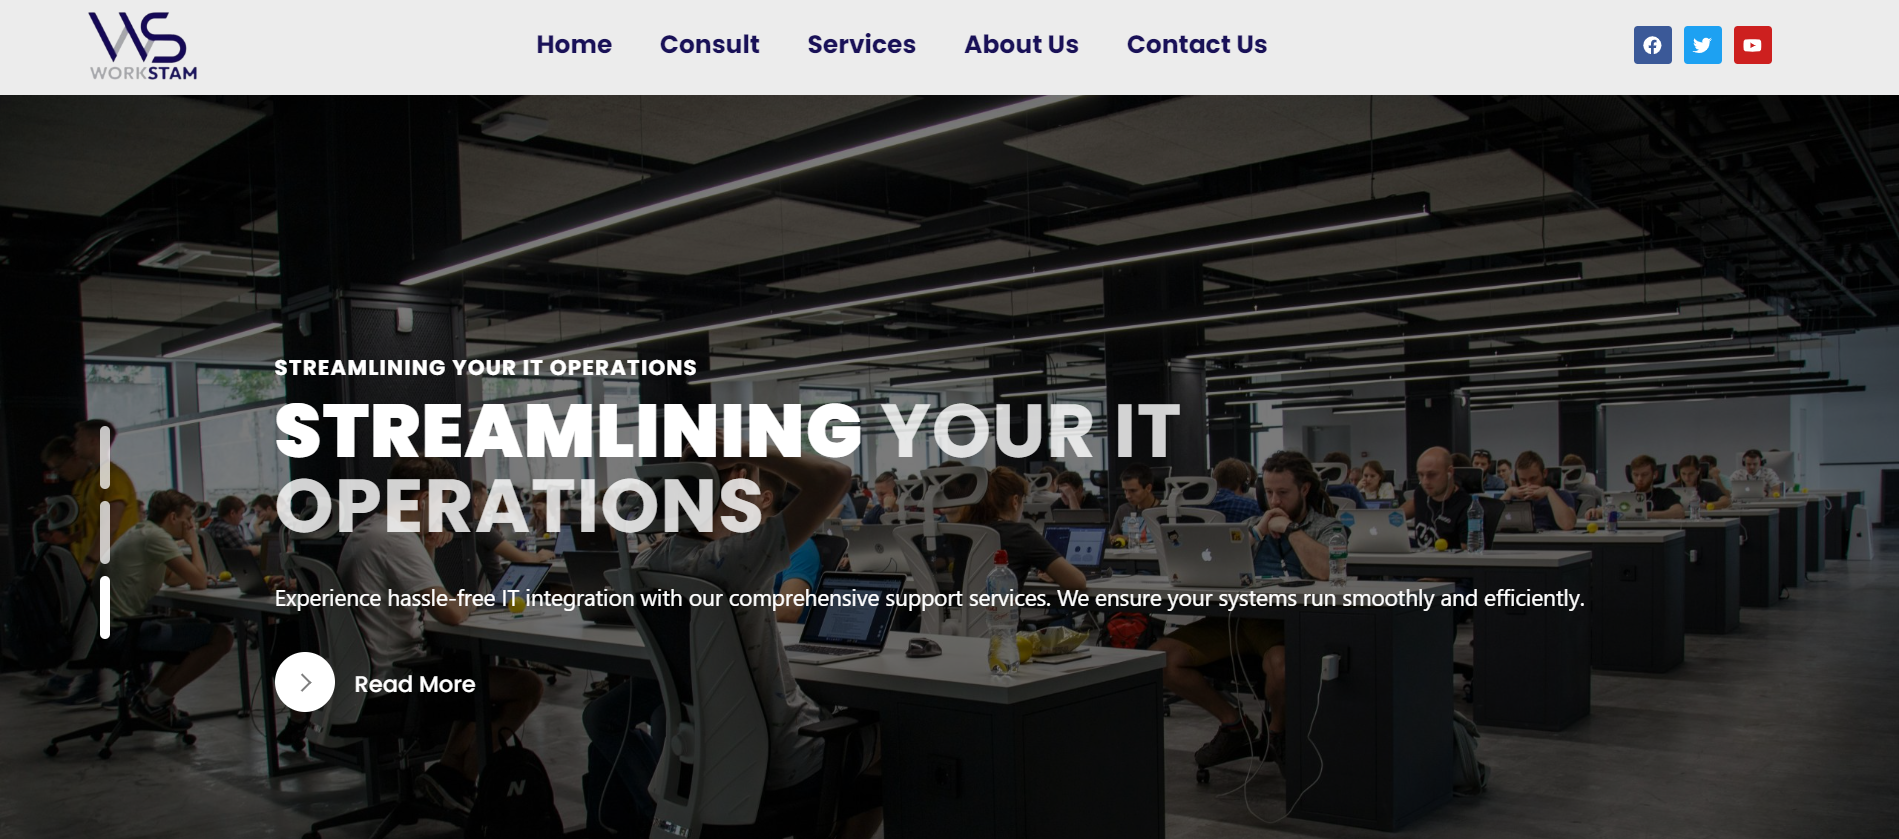 WS
WORKSTAM
Home
Consult
Services
About Us
Contact Us
STREAMLINING YOUR IT OPERATIONS
STREAMLINING YOUR IT
OPERATIONS
Experience hassle-free IT integration with our comprehensive support services. We ensure your systems run smoothly and efficiently.
Read More
N